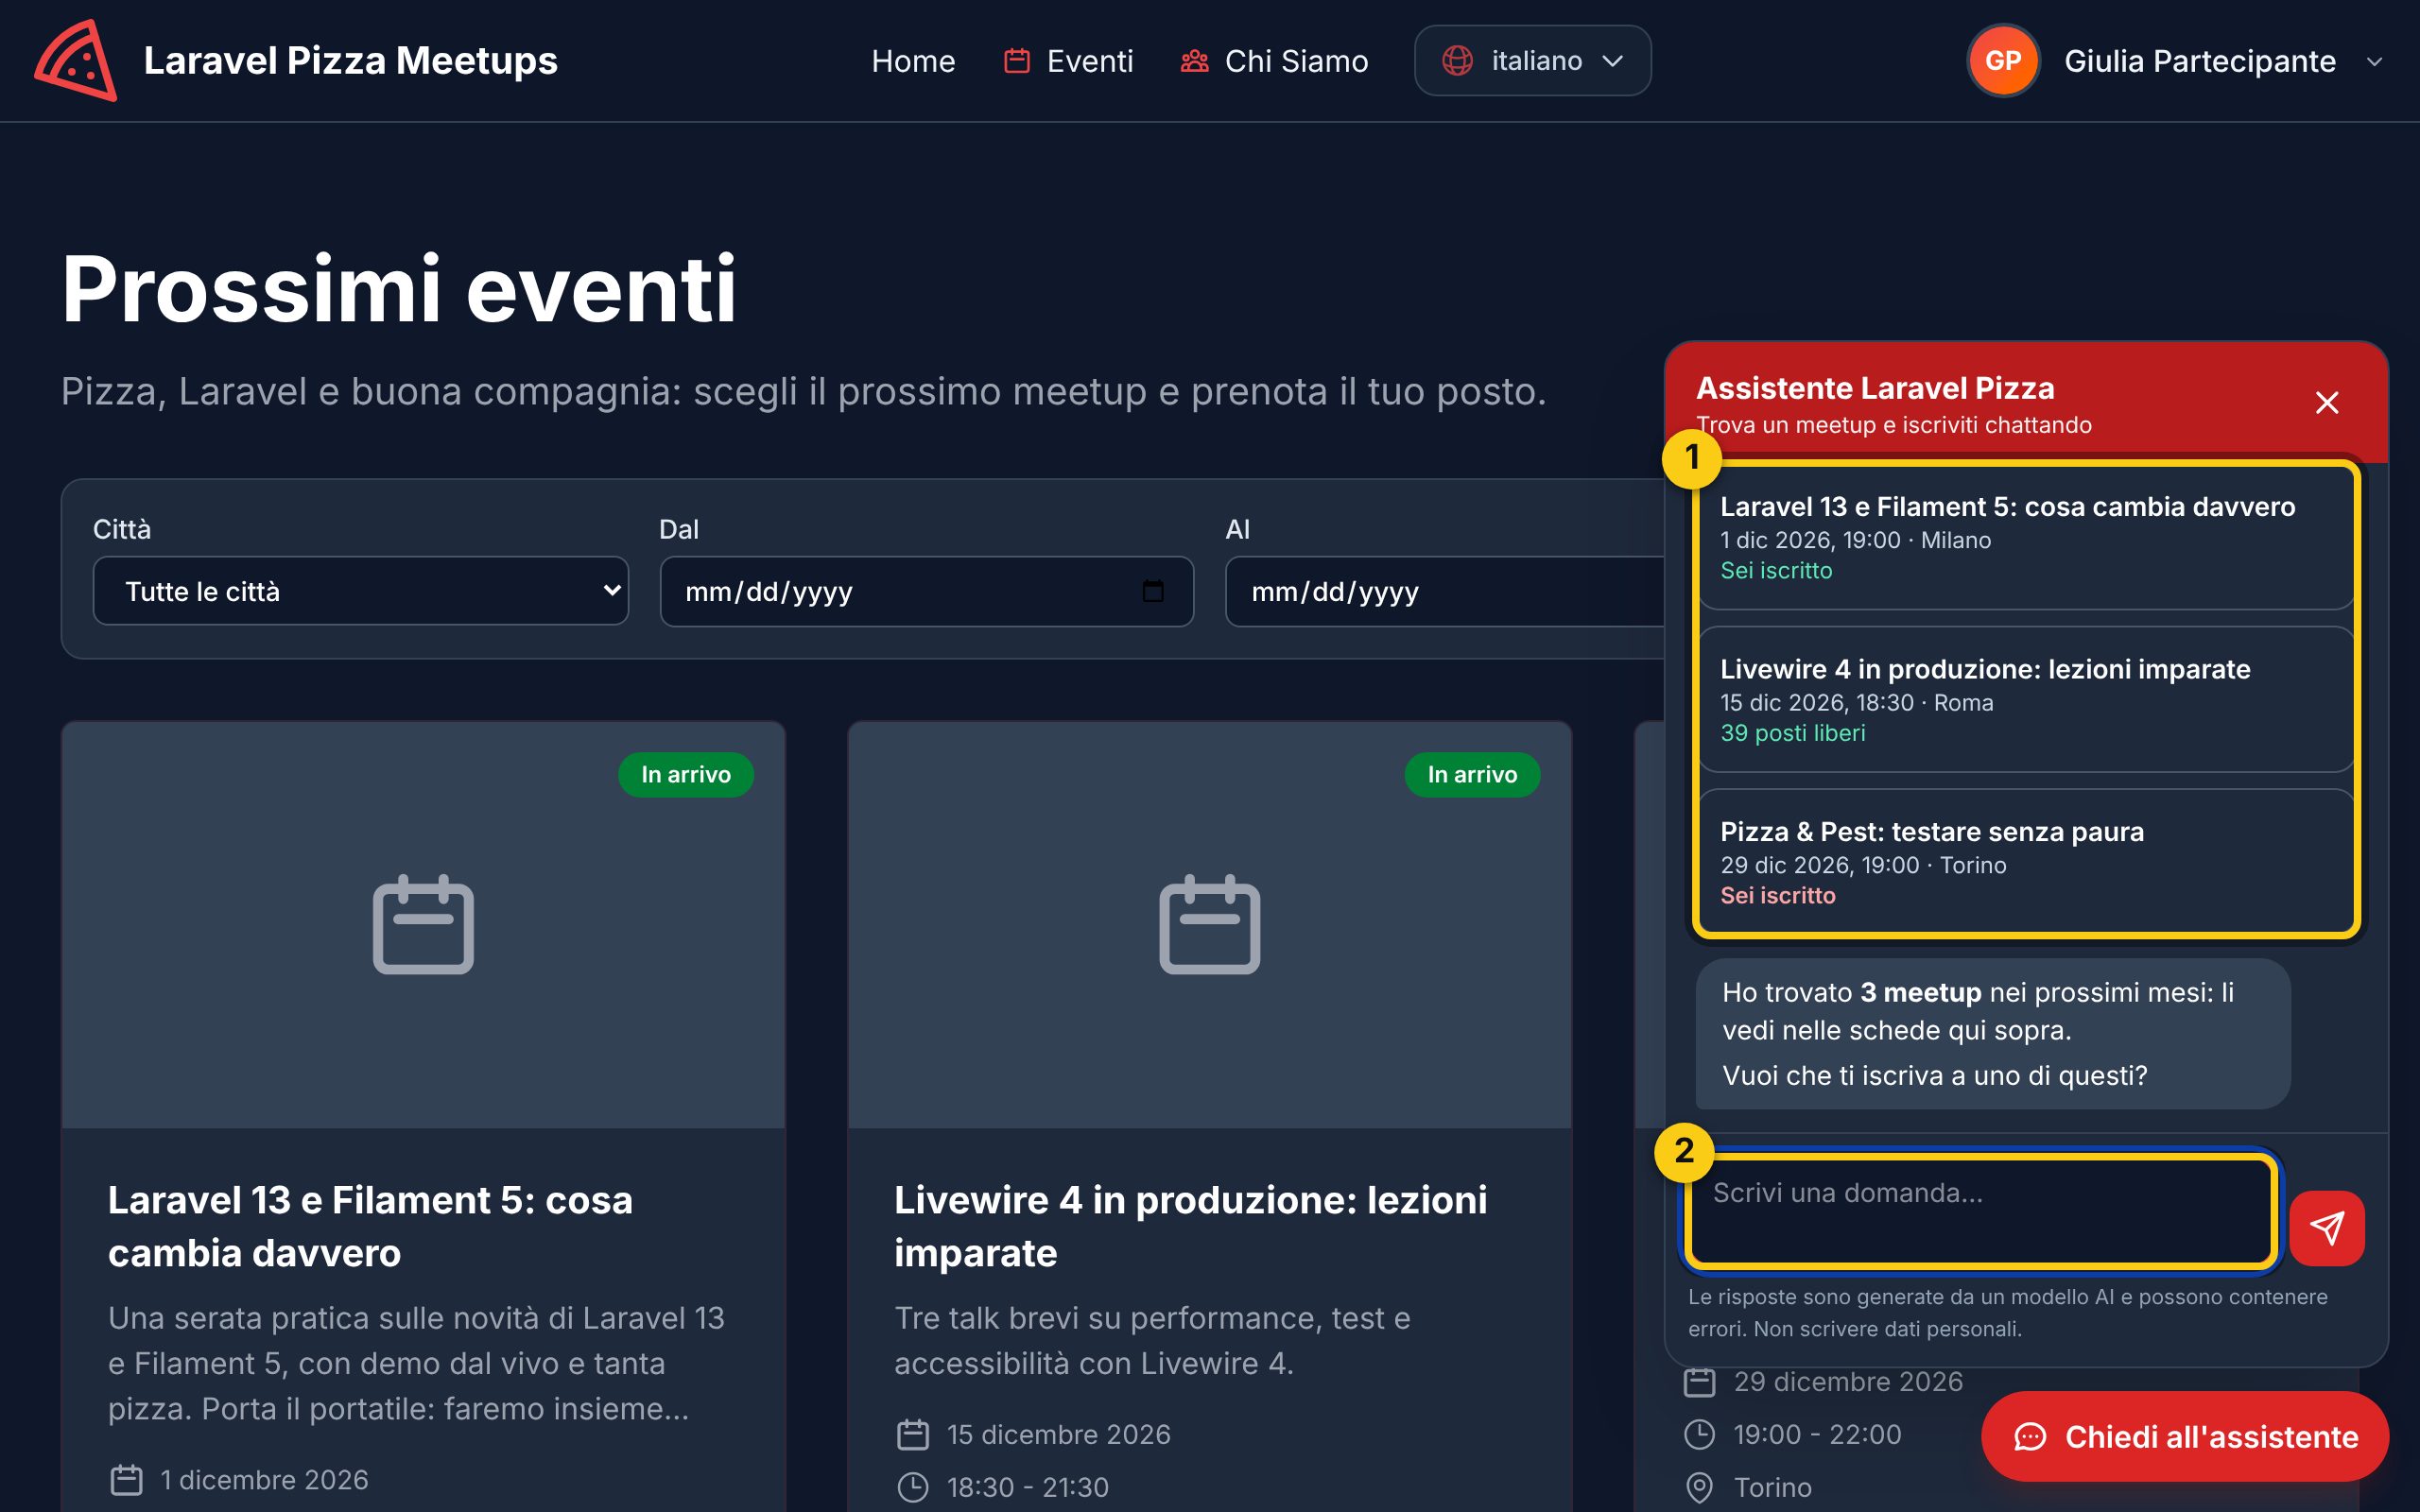 Laravel Pizza Meetups
Home
Eventi
Chi Siamo
italiano
GP
Giulia Partecipante
Prossimi eventi
Pizza, Laravel e buona compagnia: scegli il prossimo meetup e prenota il tuo posto.
Città
Tutte le città
Dal
mm/dd/yyyy
Al
mm/dd/yyyy
In arrivo
Laravel 13 e Filament 5: cosa
cambia davvero
Una serata pratica sulle novità di Laravel 13
e Filament 5, con demo dal vivo e tanta
pizza. Porta il portatile: faremo insieme...
1 dicembre 2026
In arrivo
Livewire 4 in produzione: lezioni
imparate
Tre talk brevi su performance, test e
accessibilità con Livewire 4.
15 dicembre 2026
18:30 - 21:30
29 dicembre 2026
19:00 - 22:00
Torino
Assistente Laravel Pizza
Trova un meetup e iscriviti chattando
1
Laravel 13 e Filament 5: cosa cambia davvero
1 dic 2026, 19:00 · Milano
Sei iscritto
Livewire 4 in produzione: lezioni imparate
15 dic 2026, 18:30 · Roma
39 posti liberi
Pizza & Pest: testare senza paura
29 dic 2026, 19:00 · Torino
Sei iscritto
Ho trovato 3 meetup nei prossimi mesi: li
vedi nelle schede qui sopra.
Vuoi che ti iscriva a uno di questi?
2
Scrivi una domanda...
Le risposte sono generate da un modello AI e possono contenere
errori. Non scrivere dati personali.
Chiedi all'assistente